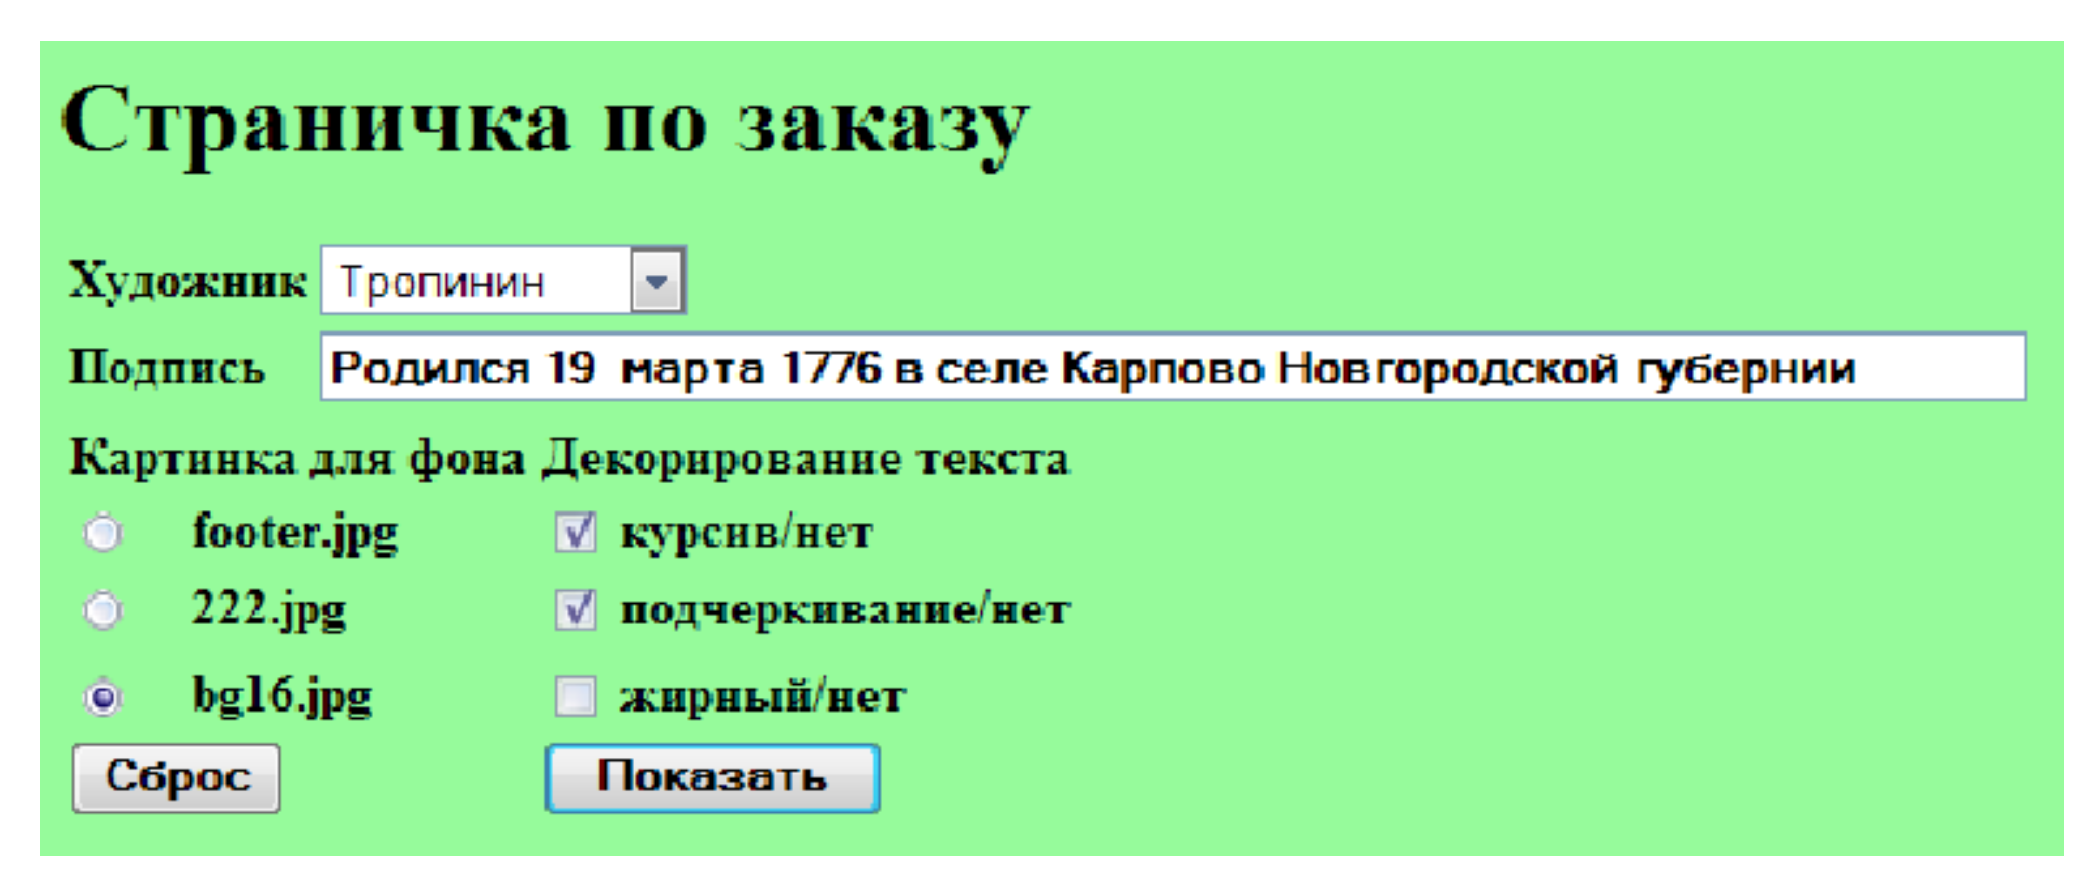 Страничка по заказу
Художник Тропинин
Подпись Родился 19 марта 1776 в селе Карпово Новгородской губернии
Картинка для фона Декорирование текста
footer.jpg курсив/нет
222.jpg подчеркивание/нет
bg16.jpg жирный/нет
Сброс Показать